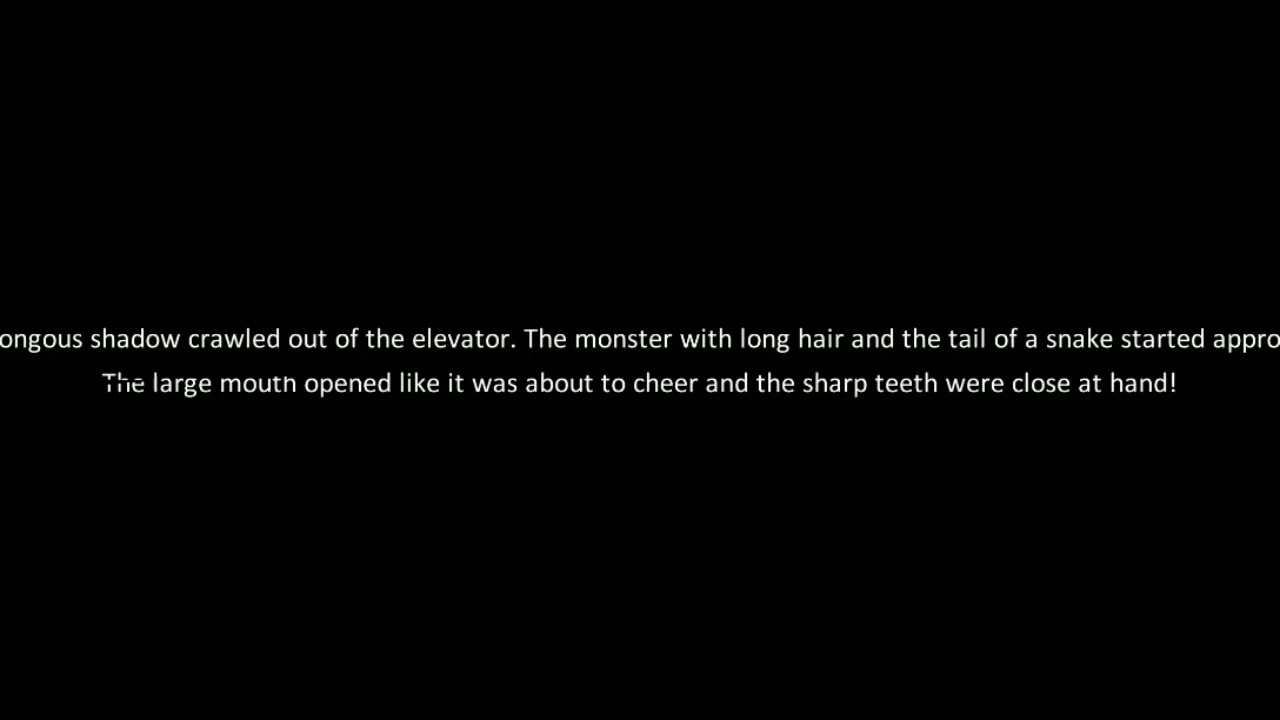 ongous shadow crawled out of the elevator. The monster with long hair and the tail of a snake started appro
The large mouth opened like it was about to cheer and the sharp teeth were close at hand!